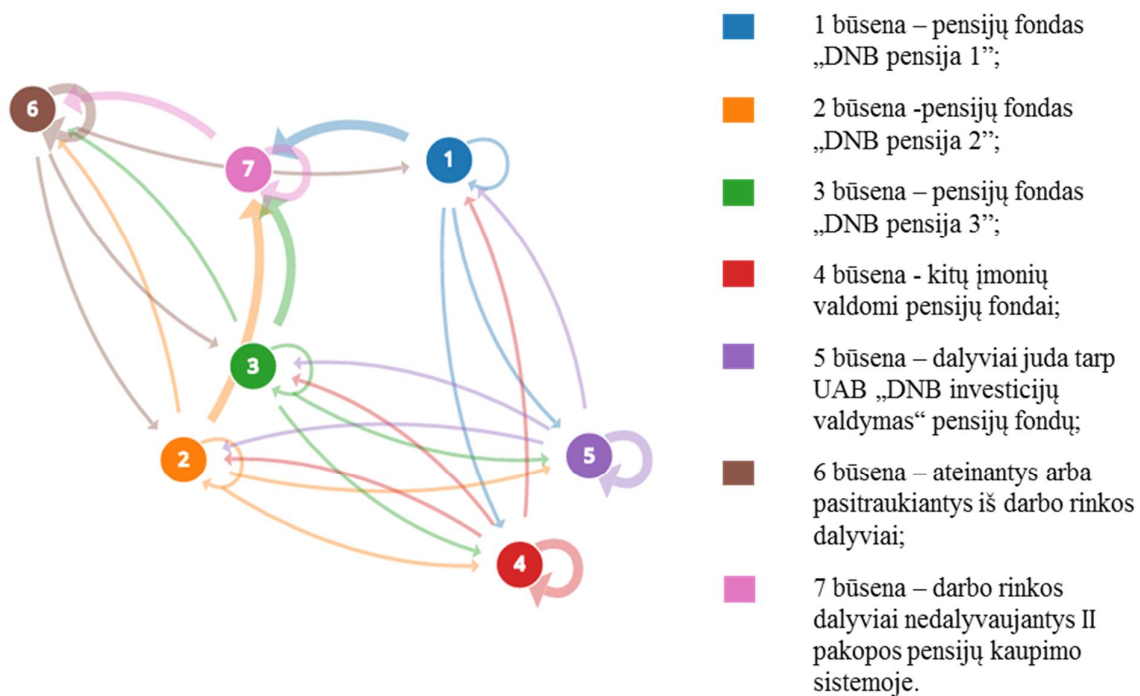 6
7
1
3
2
5
4
1 būsena – pensijų fondas
„DNB pensija 1”;
2 būsena -pensijų fondas
„DNB pensija 2”;
3 būsena – pensijų fondas
„DNB pensija 3”;
4 būsena - kitų įmonių
valdomi pensijų fondai;
5 būsena – dalyviai juda tarp
UAB „DNB investicijų
valdymas“ pensijų fondų;
6 būsena – ateinantys arba
pasitraukiantys iš darbo rinkos
dalyviai;
7 būsena – darbo rinkos
dalyviai nedalyvaujantys II
pakopos pensijų kaupimo
sistemoje.